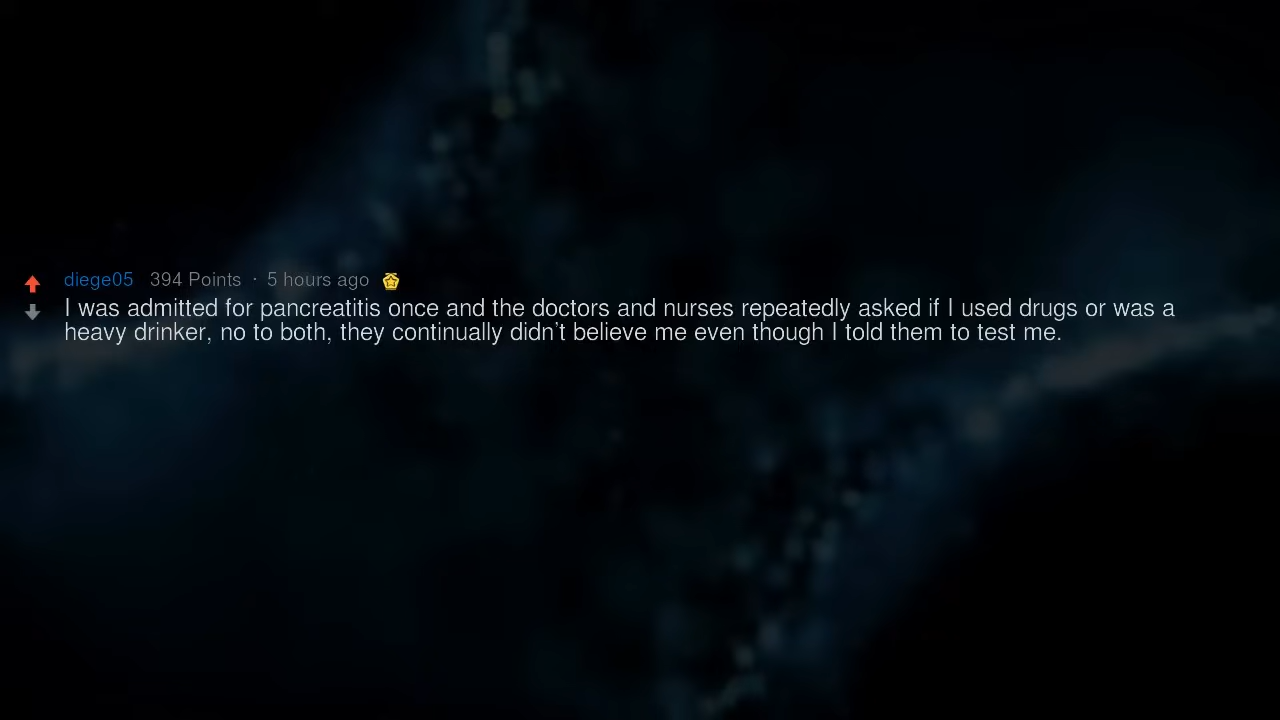 diege05 394 Points · 5 hours ago
I was admitted for pancreatitis once and the doctors and nurses repeatedly asked if I used drugs or was a
heavy drinker, no to both, they continually didn't believe me even though I told them to test me.